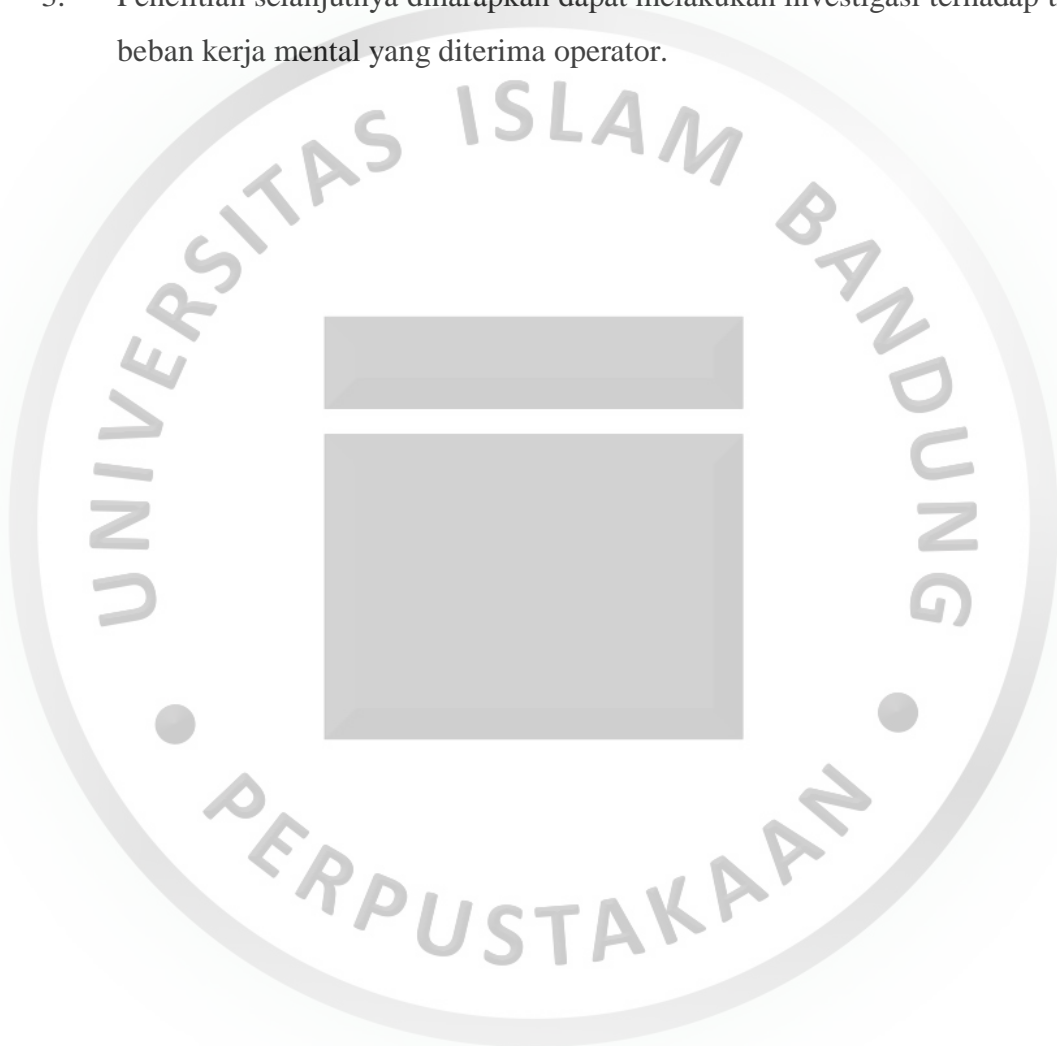 Penelitian selanjutnya diharapkan dapat melakukan investigasi terhadap
beban kerja mental yang diterima operator.
UNIVERSITAS ISLAM BANDUNG
PERPUSTAKAAN